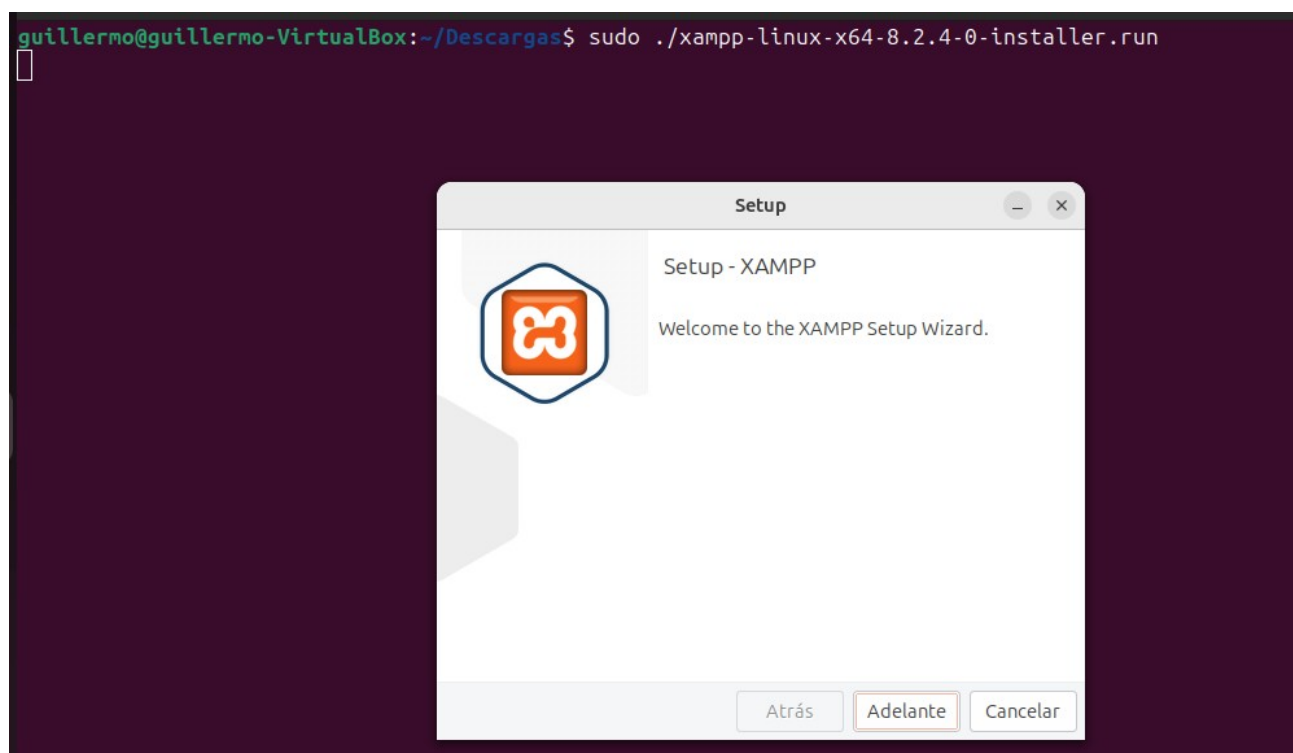 guillermo@guillermo-VirtualBox:~/Descargas$ sudo ./xampp-linux-x64-8.2.4-0-installer.run
Setup
Setup - XAMPP
Welcome to the XAMPP Setup Wizard.
Atrás Adelante Cancelar